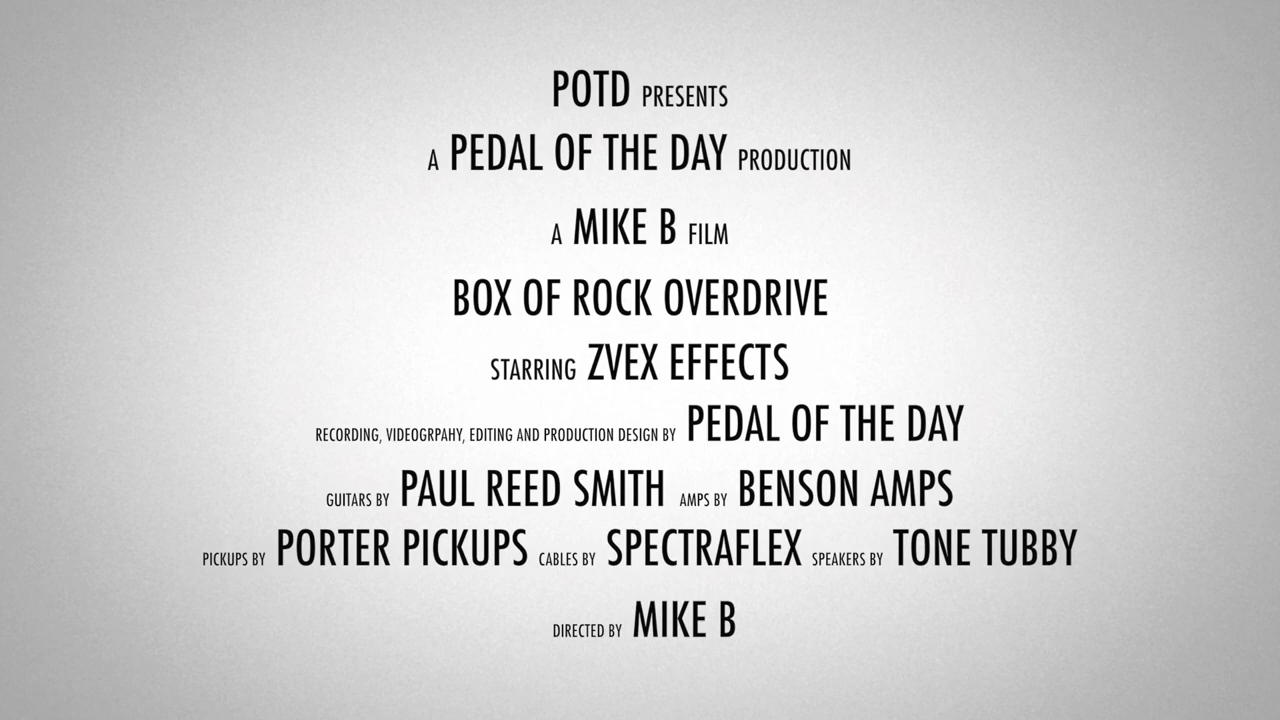 POTD PRESENTS
A PEDAL OF THE DAY PRODUCTION
A MIKE B FILM
BOX OF ROCK OVERDRIVE
STARRING ZVEX EFFECTS
RECORDING, VIDEOGRPAHY, EDITING AND PRODUCTION DESIGN BY PEDAL OF THE DAY
GUITARS BY PAUL REED SMITH AMPS BY BENSON AMPS
PICKUPS BY PORTER PICKUPS CABLES BY SPECTRAFLEX SPEAKERS BY TONE TUBBY
DIRECTED BY MIKE B